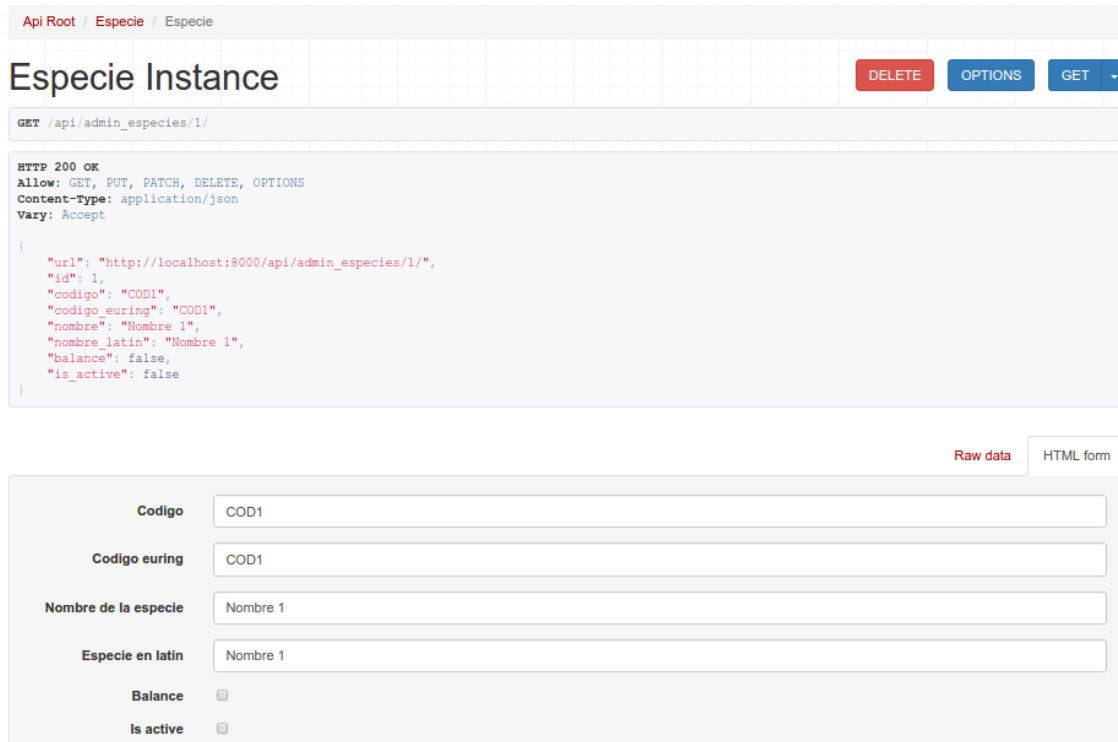 Api Root / Especie / Especie
Especie Instance
DELETE OPTIONS GET
GET /api/admin_especies/1/
HTTP 200 OK
Allow: GET, PUT, PATCH, DELETE, OPTIONS
Content-Type: application/json
Vary: Accept
{
    "url": "http://localhost:8000/api/admin_especies/1/",
    "id": 1,
    "codigo": "COD1",
    "codigo_euring": "COD1",
    "nombre": "Nombre 1",
    "nombre_latin": "Nombre 1",
    "balance": false,
    "is_active": false
}
Raw data HTML form
Codigo COD1
Codigo euring COD1
Nombre de la especie Nombre 1
Especie en latín Nombre 1
Balance
Is active